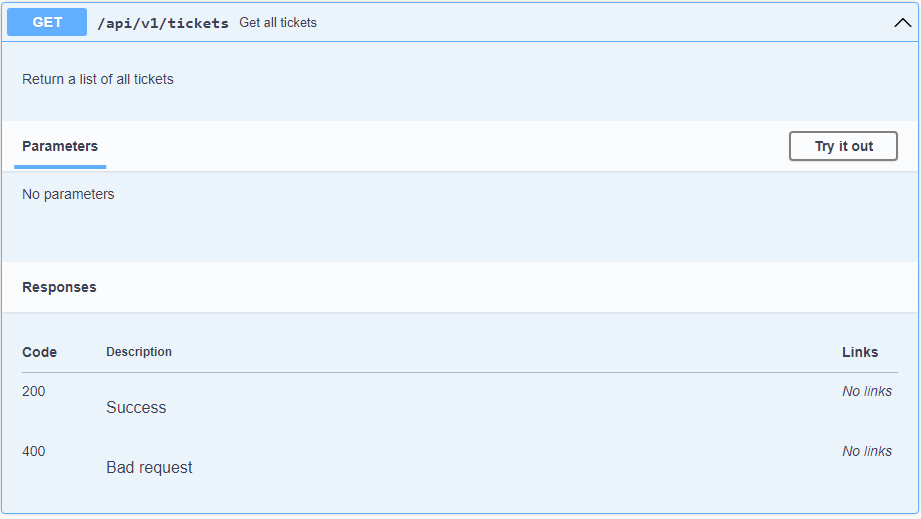 GET /api/v1/tickets Get all tickets
Return a list of all tickets
Parameters Try it out
No parameters
Responses
Code Description Links
200 No links
Success
400 No links
Bad request